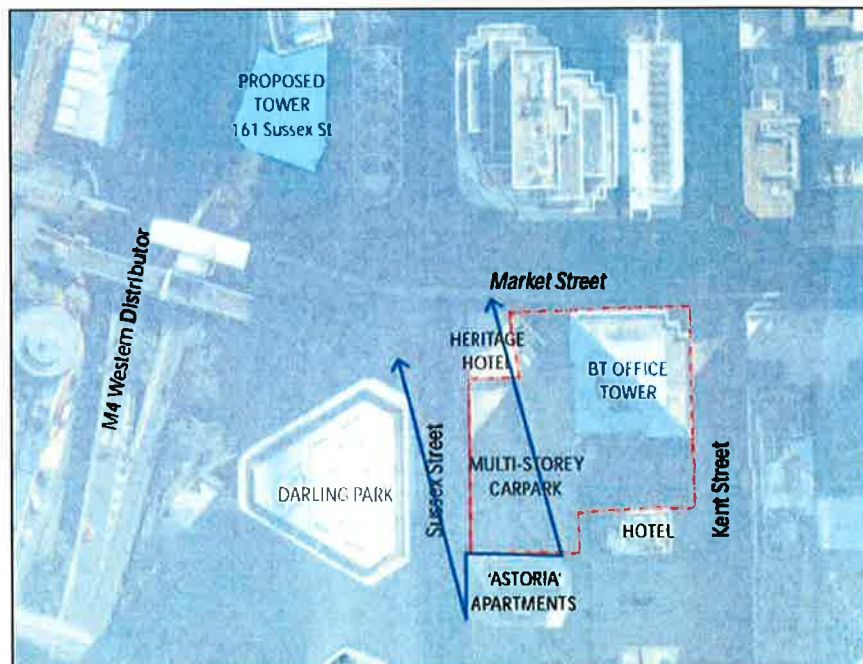 PROPOSED
TOWER
161 Sussex St
M4 Western Distributor
Market Street
HERITAGE
HOTEL
BT OFFICE
TOWER
Sussex Street
MULTI-STOREY
CARPARK
DARLING PARK
Kent Street
HOTEL
'ASTORIA'
APARTMENTS